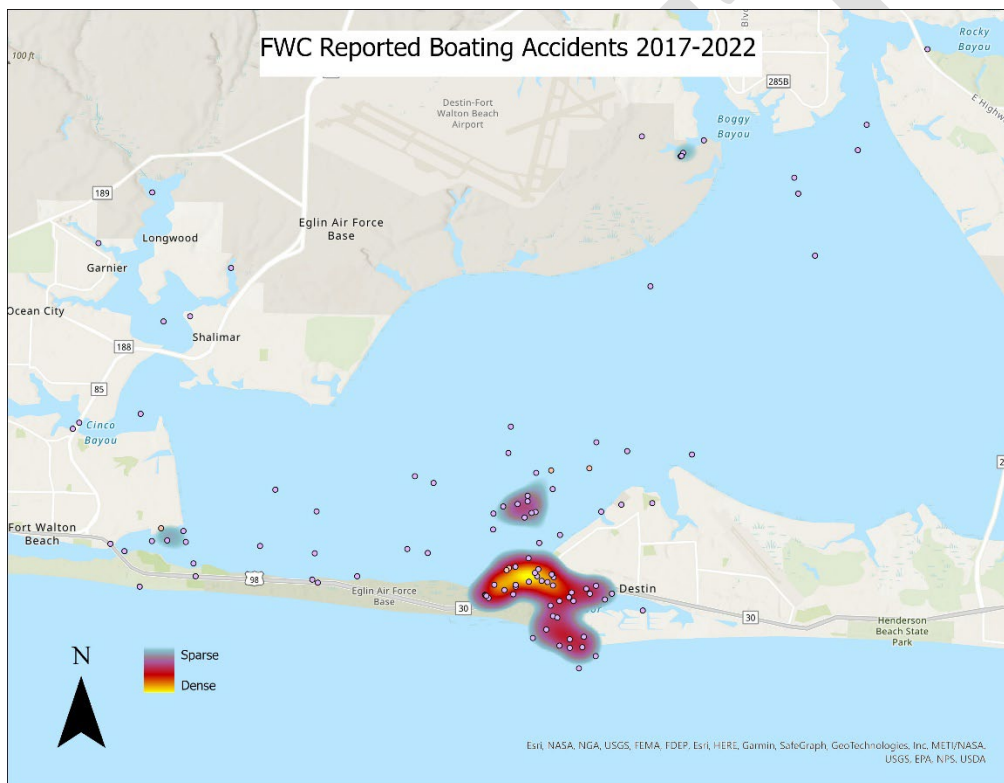 FWC Reported Boating Accidents 2017-2022
100 ft
Rocky
Bayou
285B
Destin-Fort
Walton Beach
Airport
Boggy
Bayou
E Highw
189
Eglin Air Force
Base
Longwood
Garnier
Ocean City
Shalimar
188
85
Cinco
Bayou
2
Fort Walton
Beach
98
Eglin Air Force
Base
30
Destin
30
Henderson
Beach State
Park
N
Sparse
Dense
Esri, NASA, NGA, USGS, FEMA, FDEP, Esri, HERE, Garmin, SafeGraph, GeoTechnologies, Inc, METI/NASA,
USGS, EPA, NPS, USDA